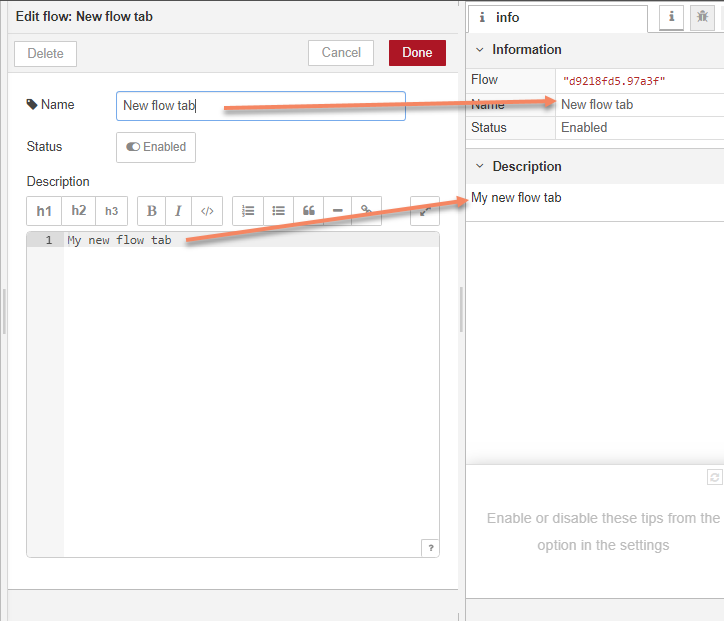 Edit flow: New flow tab
Delete
Cancel
Done
Name
New flow tab
Status
Enabled
Description
h1 h2 h3 B I </>
1 My new flow tab
?
i info
i
Information
Flow "d9218fd5.97a3f"
Name New flow tab
Status Enabled
Description
My new flow tab
Enable or disable these tips from the
option in the settings